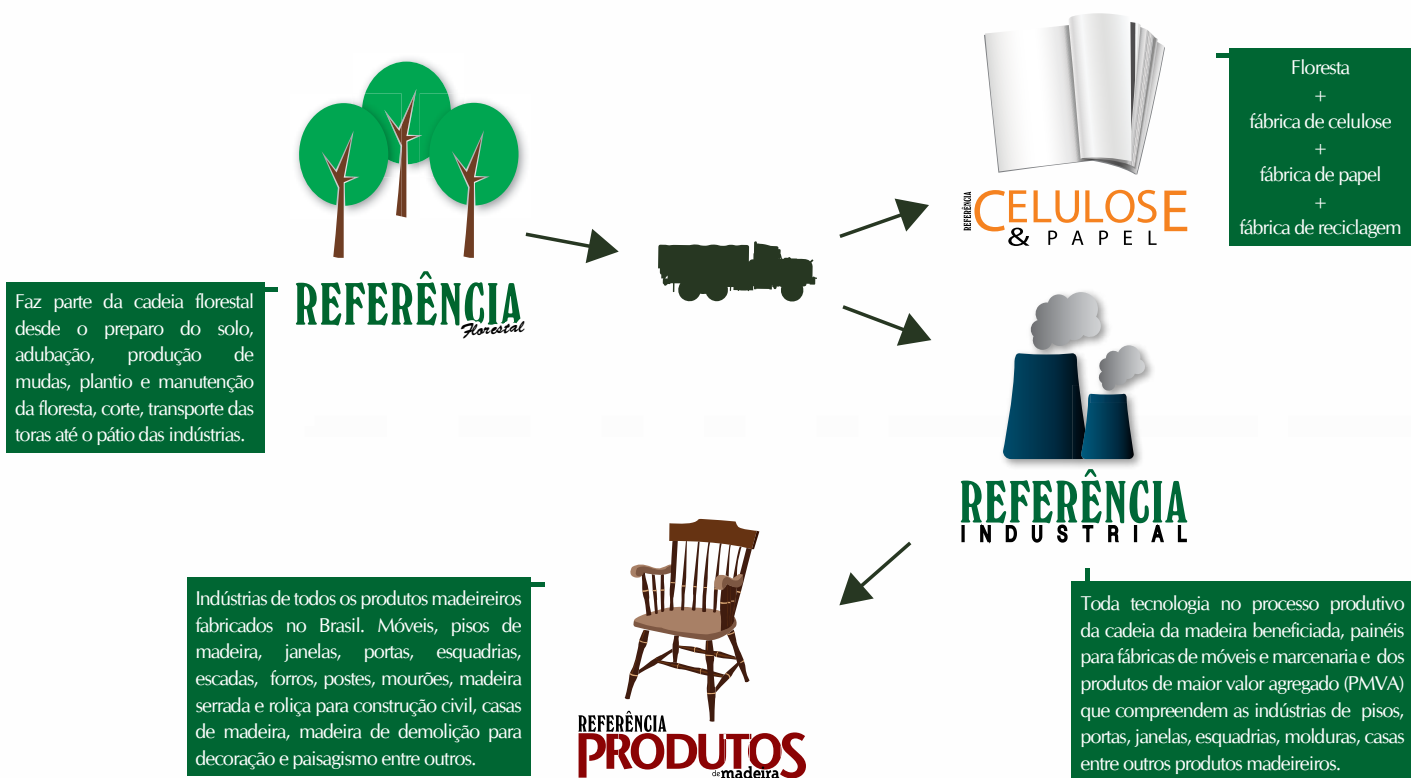 Floresta
+
fábrica de celulose
+
fábrica de papel
+
fábrica de reciclagem
REFERÊNCIA
CELULOSE
& PAPEL
REFERÊNCIA
Florestal
Faz parte da cadeia florestal
desde o preparo do solo,
adubação, produção de
mudas, plantio e manutenção
da floresta, corte, transporte das
toras até o pátio das indústrias.
REFERÊNCIA
INDUSTRIAL
Toda tecnologia no processo produtivo
da cadeia da madeira beneficiada, painéis
para fábricas de móveis e marcenaria e dos
produtos de maior valor agregado (PMVA)
que compreendem as indústrias de pisos,
portas, janelas, esquadrias, molduras, casas
entre outros produtos madeireiros.
Indústrias de todos os produtos madeireiros
fabricados no Brasil. Móveis, pisos de
madeira, janelas, portas, esquadrias,
escadas, forros, postes, mourões, madeira
serrada e roliça para construção civil, casas
de madeira, madeira de demolição para
decoração e paisagismo entre outros.
REFERÊNCIA
PRODUTOS
de madeira